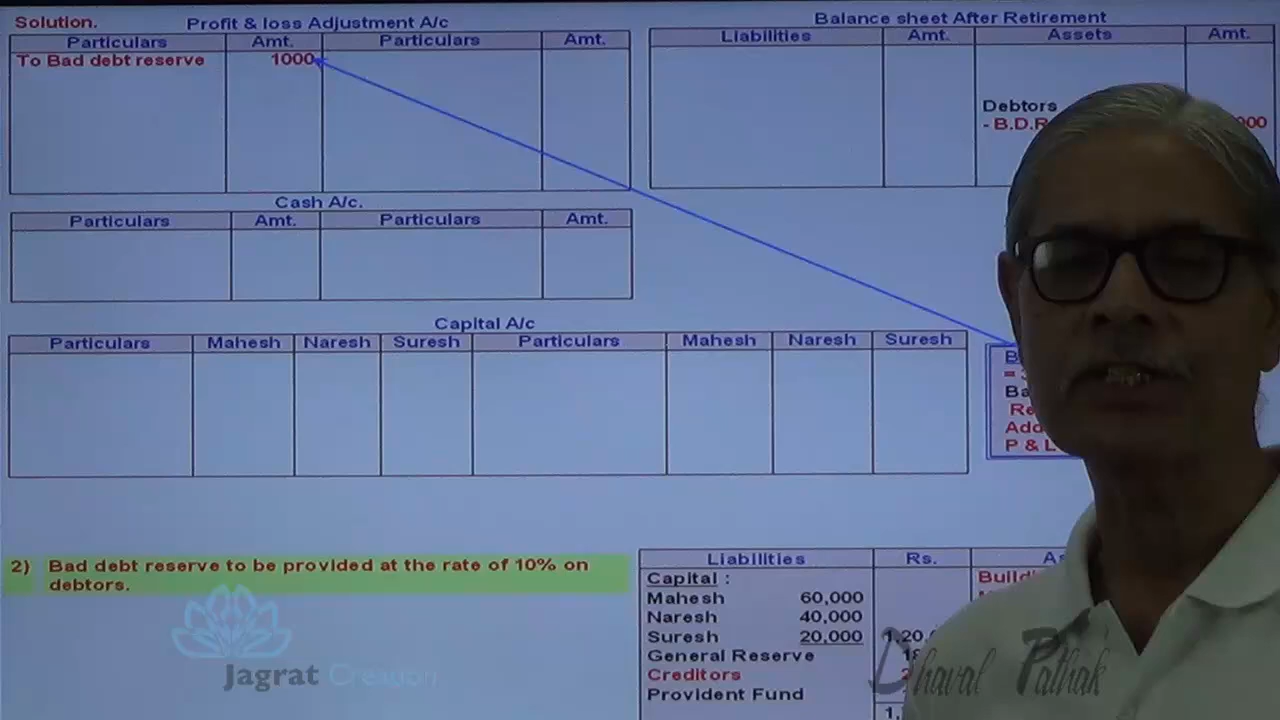 Solution. Profit & loss Adjustment A/c
Particulars Amt. Particulars Amt.
To Bad debt reserve 1000
Balance sheet After Retirement
Liabilities Amt. Assets Amt.
Debtors
- B.D.R
Cash A/c.
Particulars Amt. Particulars Amt.
Capital A/c
Particulars Mahesh Naresh Suresh Particulars Mahesh Naresh Suresh
P & L
2) Bad debt reserve to be provided at the rate of 10% on
debtors.
Liabilities Rs.
Capital :
Mahesh 60,000
Naresh 40,000
Suresh 20,000
General Reserve
Creditors
Provident Fund
Jagrat Creation
Dhaval Pathak